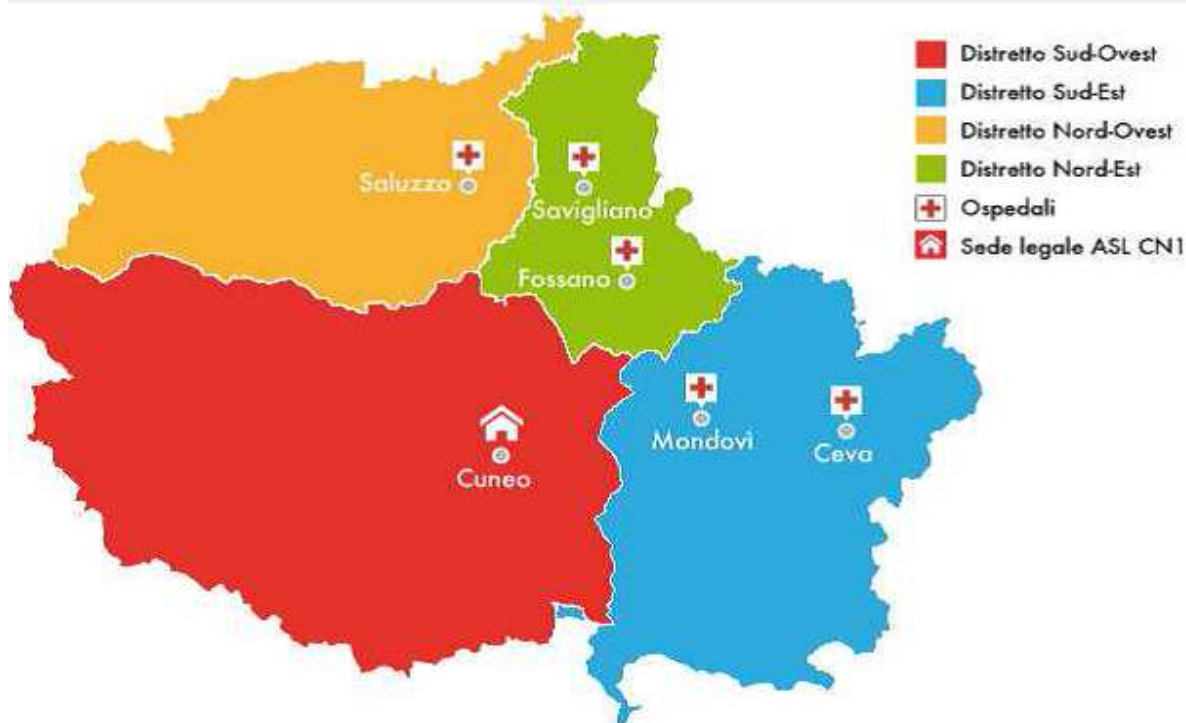 Distretto Sud-Ovest
Distretto Sud-Est
Distretto Nord-Ovest
Distretto Nord-Est
Ospedali
Sede legale ASL CN1
Saluzzo
Savigliano
Fossano
Mondovì
Ceva
Cuneo